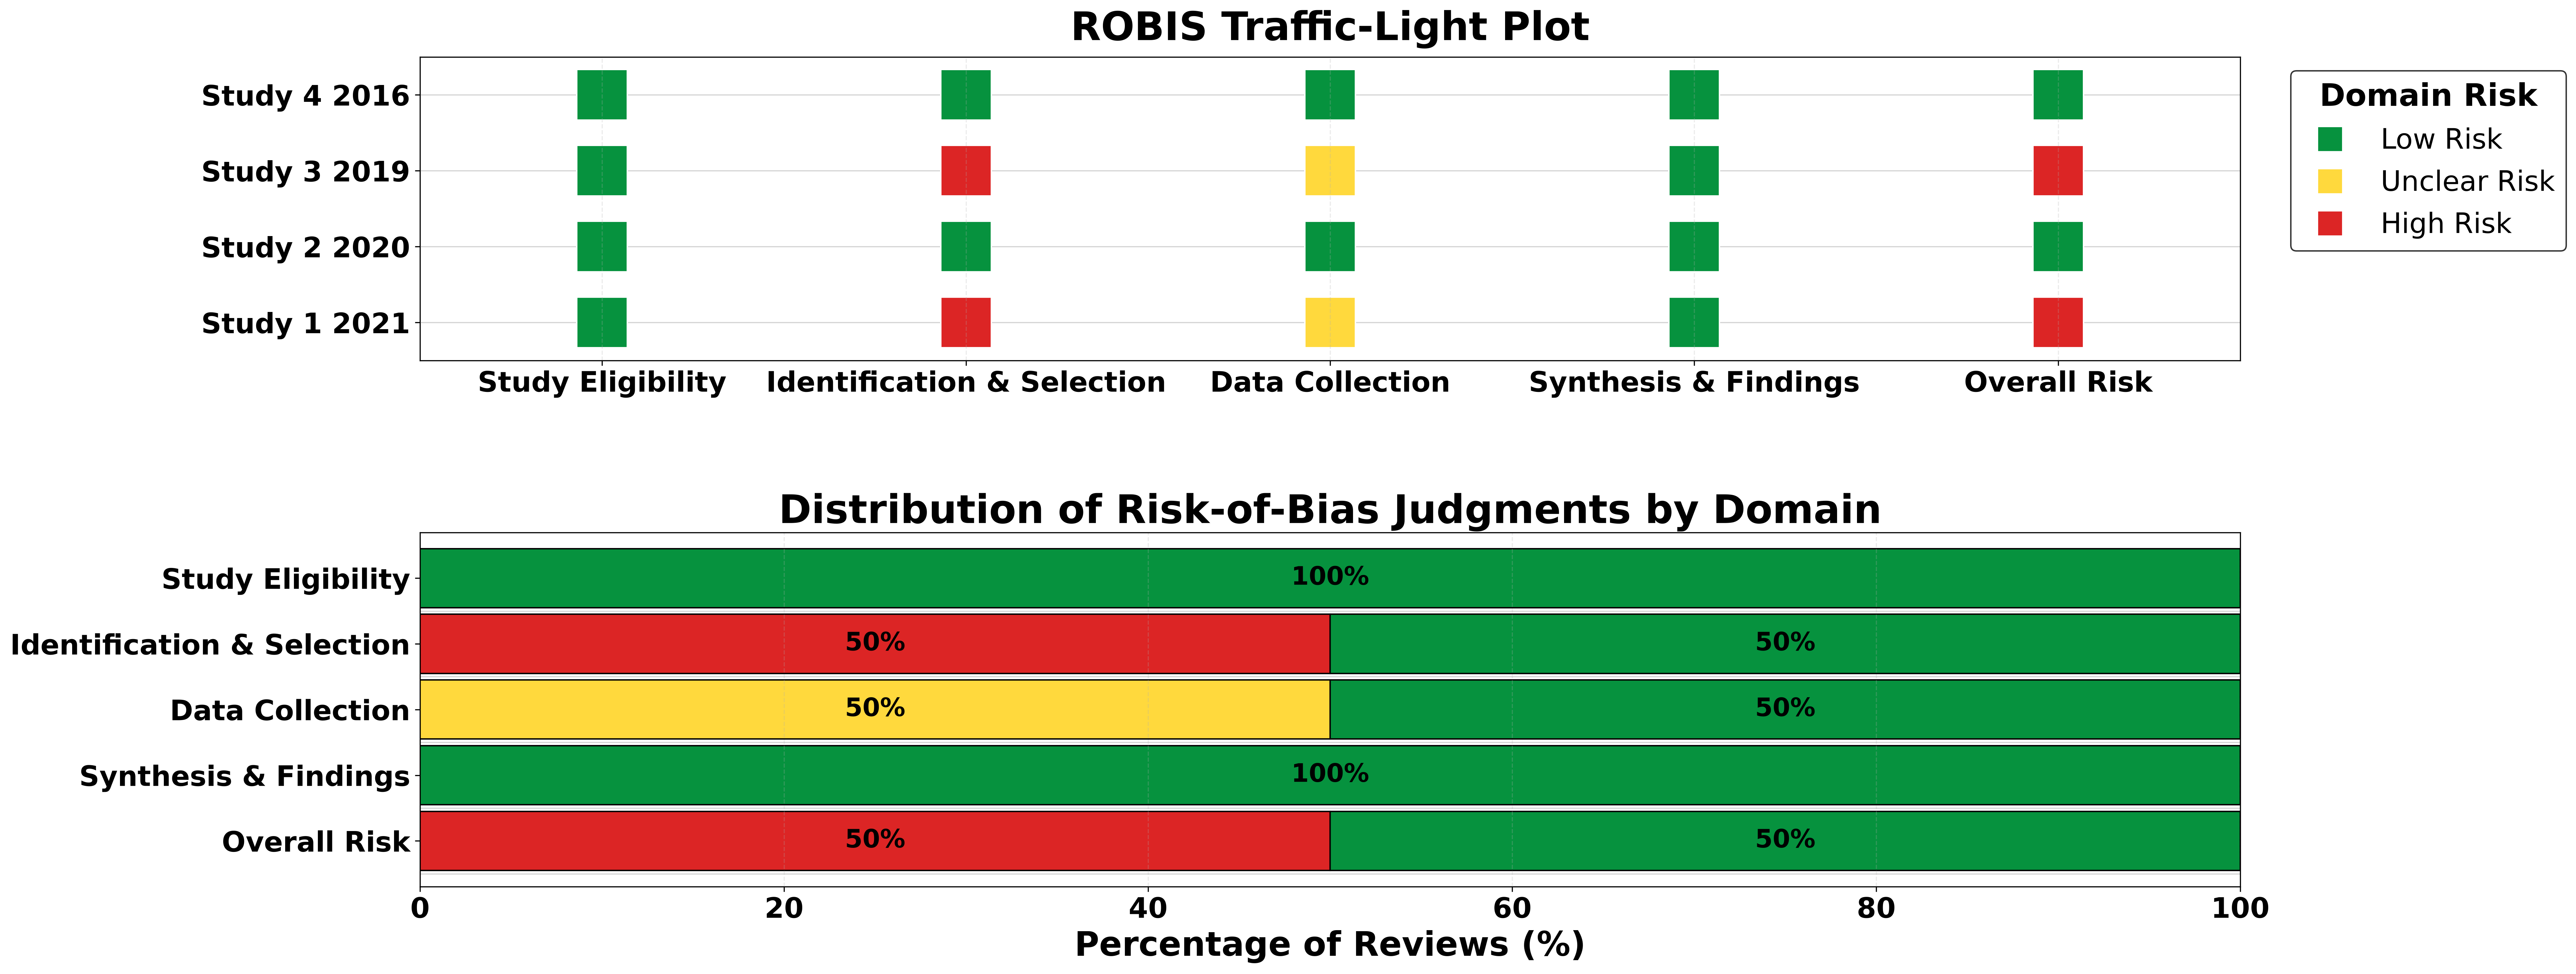 ROBIS Traffic-Light Plot
Study 4 2016
Study 3 2019
Study 2 2020
Study 1 2021
Study Eligibility
Identification & Selection
Data Collection
Synthesis & Findings
Overall Risk
Domain Risk
Low Risk
Unclear Risk
High Risk
Distribution of Risk-of-Bias Judgments by Domain
Study Eligibility
100%
Identification & Selection
50%
50%
Data Collection
50%
50%
Synthesis & Findings
100%
Overall Risk
50%
50%
0
20
40
60
80
100
Percentage of Reviews (%)